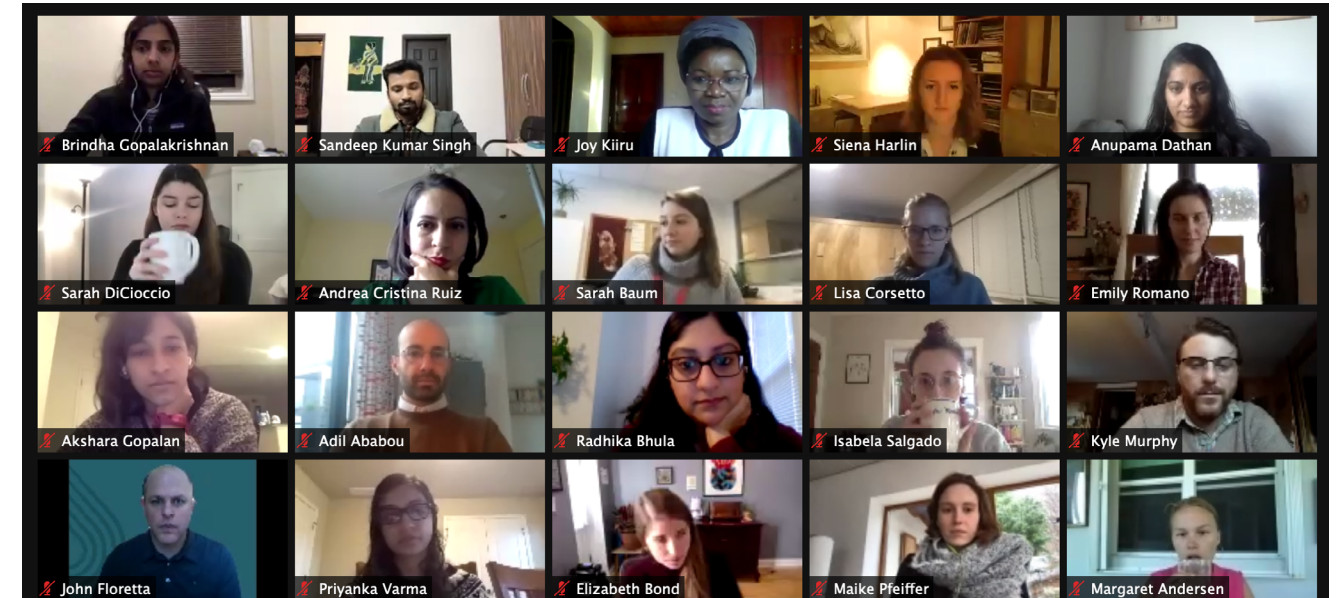 Brindha Gopalakrishnan
Sandeep Kumar Singh
Joy Kiiru
Siena Harlin
Anupama Dathan
Sarah DiCioccio
Andrea Cristina Ruiz
Sarah Baum
Lisa Corsetto
Emily Romano
Akshara Gopalan
Adil Ababou
Radhika Bhula
Isabela Salgado
Kyle Murphy
John Floretta
Priyanka Varma
Elizabeth Bond
Maike Pfeiffer
Margaret Andersen